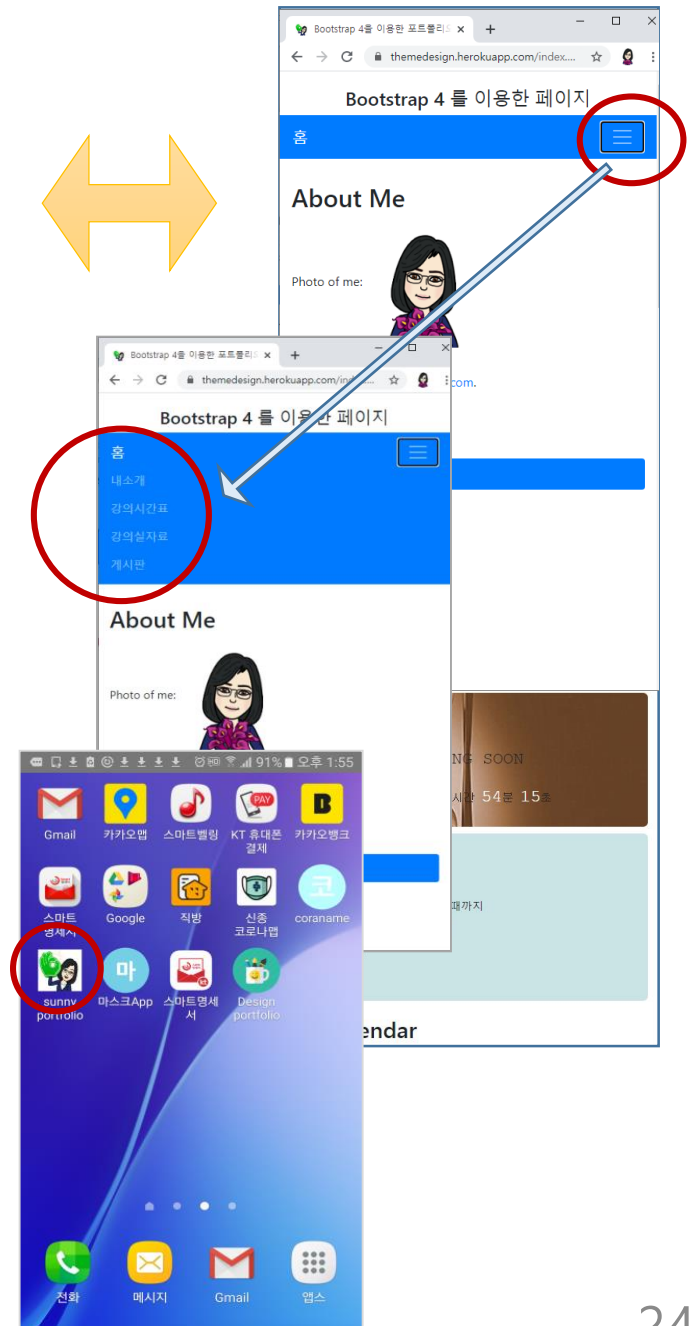 Bootstrap 4을 이용한 포트폴리오
themedesign.herokuapp.com/index....
Bootstrap 4 를 이용한 페이지
홈
About Me
Photo of me:
com.
Bootstrap 4을 이용한 포트폴리오
themedesign.herokuapp.com/
Bootstrap 4 를 이용한 페이지
홈
내소개
강의시간표
강의실자료
게시판
About Me
Photo of me:
SOON
54분 15초
때까지
endar
91% 오후 1:55
Gmail 카카오맵 스마트벨링 KT 휴대폰 카카오뱅크
결제
스마트 Google 직방 신종 coraname
명세서 코로나맵
sunny 마스크App 스마트명세 Design
portfolio 서 portfolio
전화 메시지 Gmail 앱스
24